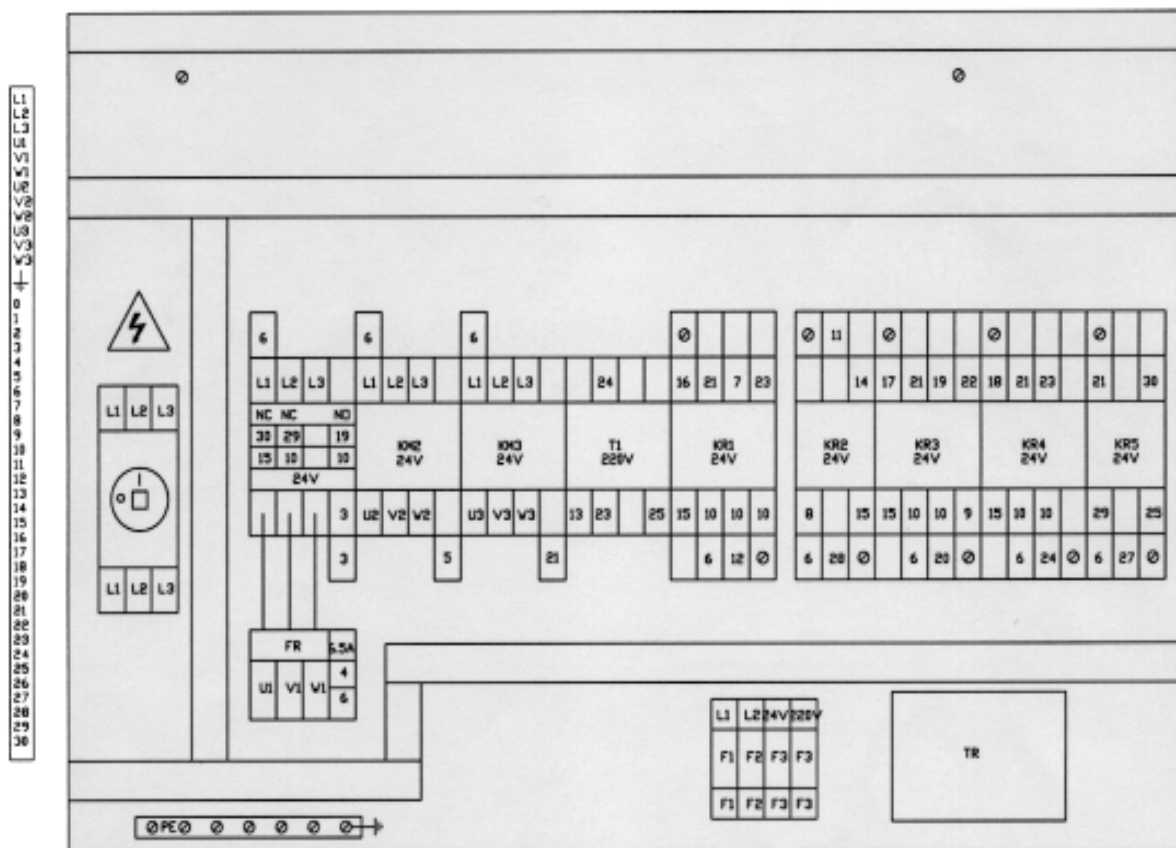 L1
L2
L3
U1
V1
W1
U2
V2
W2
U3
V3
W3
0
1
2
3
4
5
6
7
8
9
10
11
12
13
14
15
16
17
18
19
20
21
22
23
24
25
26
27
28
29
30
L1 L2 L3
L1 L2 L3
6 6 6 11
L1 L2 L3 L1 L2 L3 L1 L2 L3 24 16 21 7 23 14 17 21 19 22 18 21 23 21 30
NC NC NO
30 29 19
15 10 10
24V
KM2
24V
KM3
24V
T1
220V
KR1
24V
KR2
24V
KR3
24V
KR4
24V
KR5
24V
3 U2 V2 W2 U3 V3 W3 13 23 25 15 10 10 10 8 15 15 10 10 9 15 10 10 29 25
3 5 21 6 12 6 28 6 20 6 24 6 27
FR 5.5A
U1 V1 W1 4
6
L1 L2 24V 220V
F1 F2 F3 F3
F1 F2 F3 F3
TR
PE